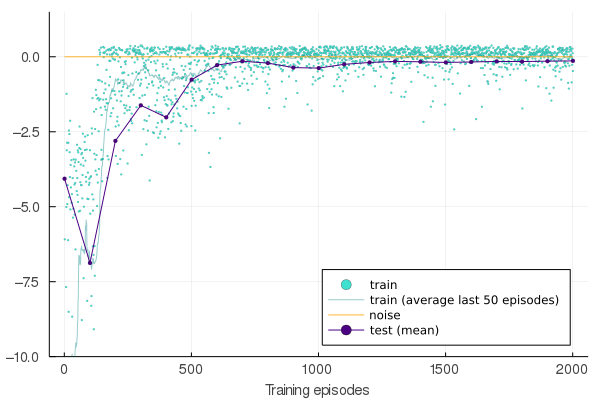 0.0
−2.5
−5.0
−7.5
−10.0
0
500
1000
1500
2000
Training episodes
train
train (average last 50 episodes)
noise
test (mean)